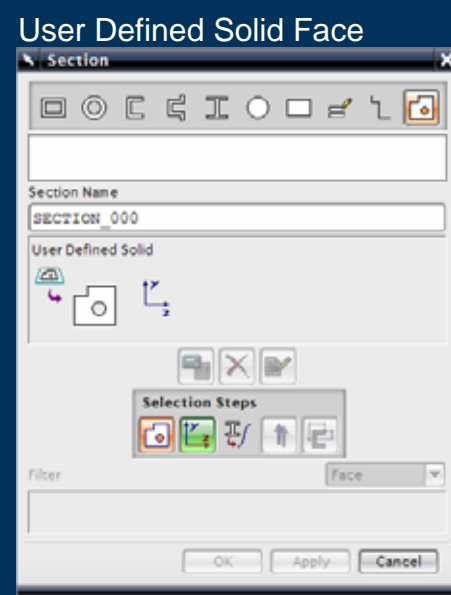 User Defined Solid Face
Section
Section Name
SECTION_000
User Defined Solid
Y
Z
Selection Steps
Filter
Face
OK Apply Cancel